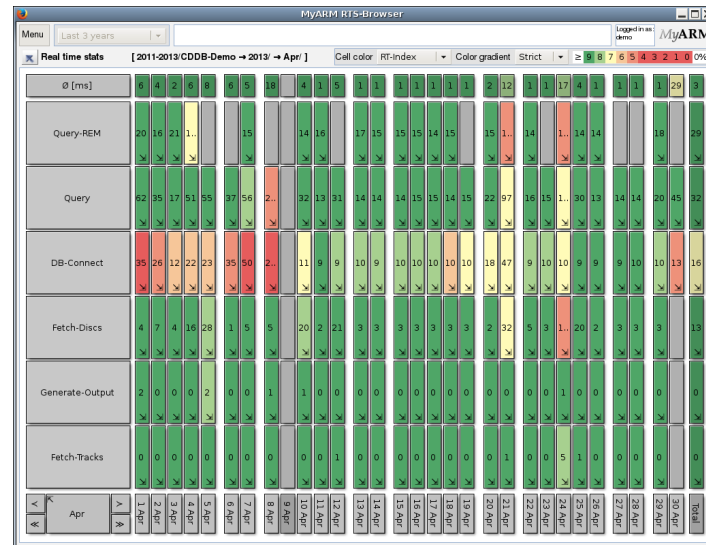 MyARM RTS-Browser
Menu Last 3 years Logged in as: demo MyARM
Real time stats [ 2011-2013/CDDB-Demo → 2013/ → Apr/ ] Cell color RT-Index Color gradient Strict ≥ 9 8 7 6 5 4 3 2 1 0 0%
Ø [ms] 6 4 2 6 8 6 5 18 4 1 5 1 1 1 1 1 1 1 2 12 1 1 17 4 1 1 1 1 29 3
Query-REM 20 16 21 1.. 15 14 16 17 15 15 15 14 15 15 1.. 14 1.. 14 14 18 29
Query 62 35 17 51 55 37 56 2.. 32 13 31 14 14 14 15 15 14 15 22 97 16 15 1.. 30 13 14 14 20 45 32
DB-Connect 35 26 12 22 23 35 50 2.. 11 9 9 10 9 10 10 10 10 10 18 47 9 10 10 9 9 9 10 10 13 16
Fetch-Discs 4 7 4 16 28 1 5 5 20 2 21 3 3 3 3 3 3 3 2 32 5 3 1.. 20 2 3 3 3 13
Generate-Output 2 0 0 0 2 0 0 1 1 0 0 0 0 0 0 0 0 0 0 0 0 0 1 0 0 0 0 0 0
Fetch-Tracks 0 0 0 0 0 0 0 0 0 0 1 0 0 0 0 0 0 0 0 1 0 0 5 1 0 0 0 0 0
< Apr > 1 Apr 2 Apr 3 Apr 4 Apr 5 Apr 6 Apr 7 Apr 8 Apr 9 Apr 10 Apr 11 Apr 12 Apr 13 Apr 14 Apr 15 Apr 16 Apr 17 Apr 18 Apr 19 Apr 20 Apr 21 Apr 22 Apr 23 Apr 24 Apr 25 Apr 26 Apr 27 Apr 28 Apr 29 Apr 30 Apr Total
≪ ≫